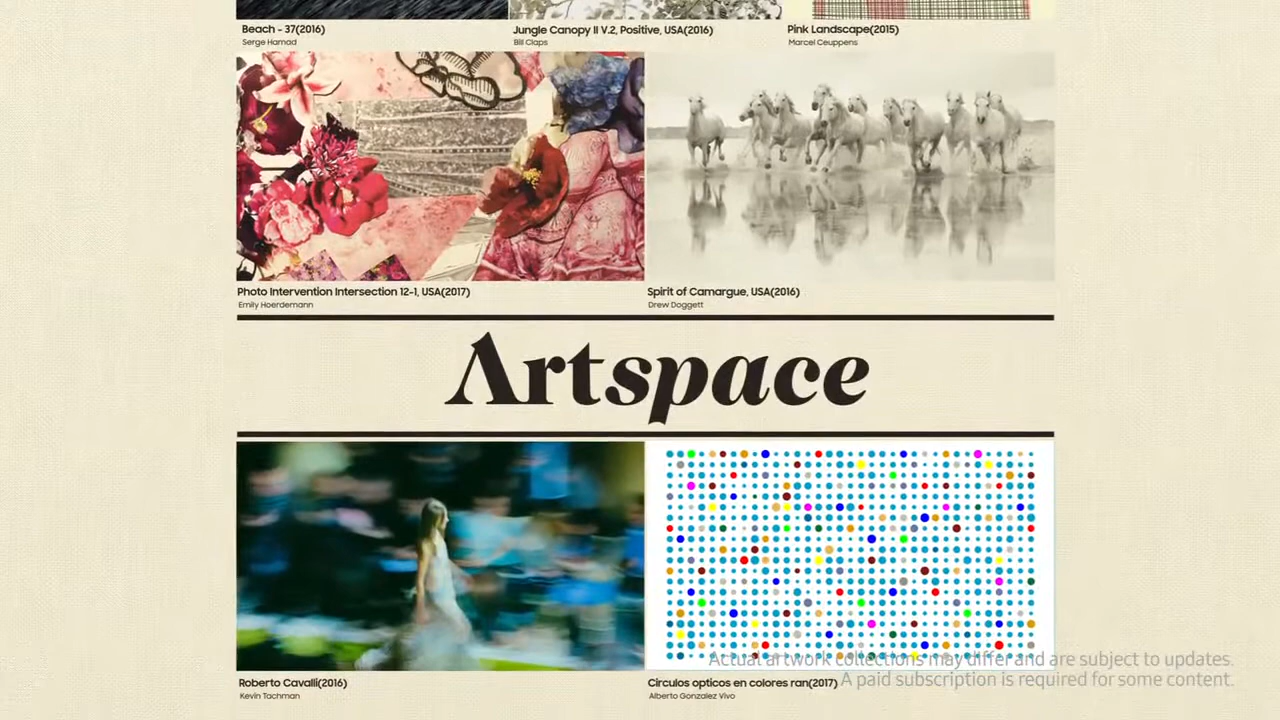 Beach - 37(2016)
Serge Hamad
Jungle Canopy II V.2, Positive, USA(2016)
Bill Claps
Pink Landscape(2015)
Marcel Ceuppens
Photo Intervention Intersection 12-1, USA(2017)
Emily Hoerdemann
Spirit of Camargue, USA(2016)
Drew Doggett
Artspace
Roberto Cavalli(2016)
Kevin Tachman
Circulos opticos en colores ran(2017)
Alberto Gonzalez Vivo
Actual artwork collections may differ and are subject to updates.
A paid subscription is required for some content.